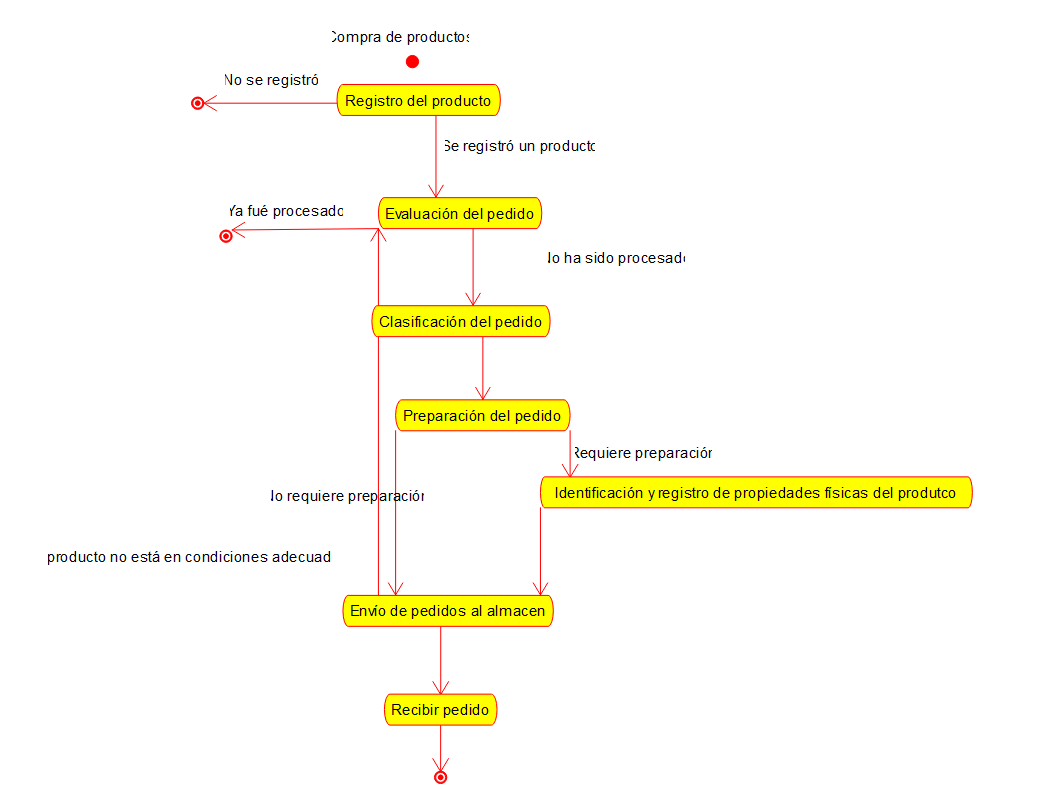 Compra de productos
No se registró
Registro del producto
Se registró un producto
Ya fué procesado
Evaluación del pedido
No ha sido procesado
Clasificación del pedido
Preparación del pedido
Requiere preparación
Identificación y registro de propiedades físicas del produtco
No requiere preparación
producto no está en condiciones adecuad
Envío de pedidos al almacen
Recibir pedido